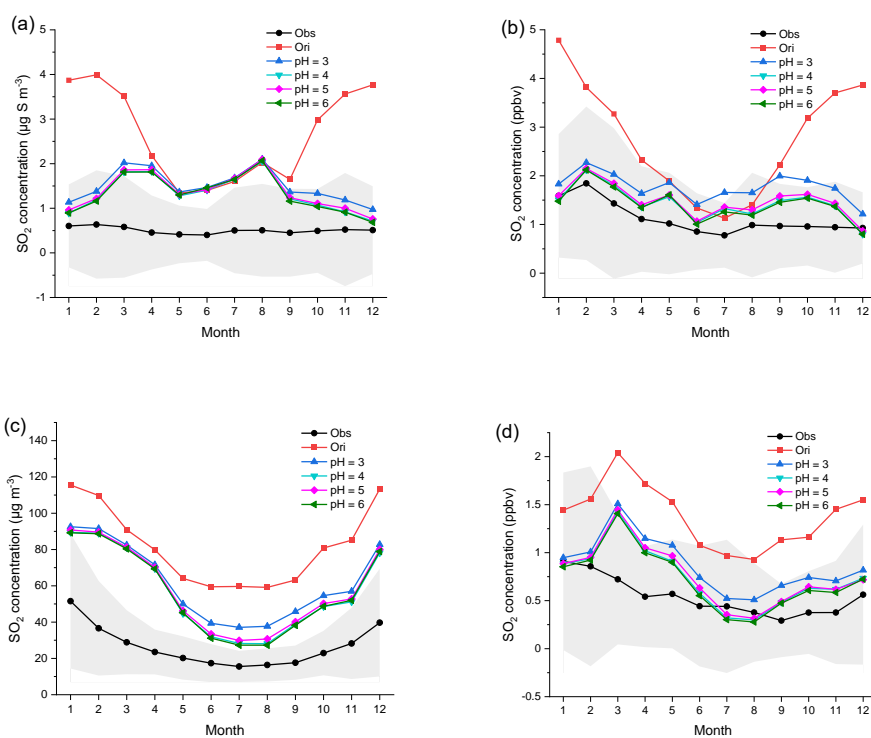 (a)
SO2 concentration (µg S m-3)
5
4
3
2
1
0
-1
1 2 3 4 5 6 7 8 9 10 11 12
Month
Obs
Ori
pH = 3
pH = 4
pH = 5
pH = 6
(b)
SO2 concentration (ppbv)
5
4
3
2
1
0
1 2 3 4 5 6 7 8 9 10 11 12
Month
Obs
Ori
pH = 3
pH = 4
pH = 5
pH = 6
(c)
SO2 concentration (µg m-3)
140
120
100
80
60
40
20
0
1 2 3 4 5 6 7 8 9 10 11 12
Month
Obs
Ori
pH = 3
pH = 4
pH = 5
pH = 6
(d)
SO2 concentration (ppbv)
2
1.5
1
0.5
0
-0.5
1 2 3 4 5 6 7 8 9 10 11 12
Month
Obs
Ori
pH = 3
pH = 4
pH = 5
pH = 6